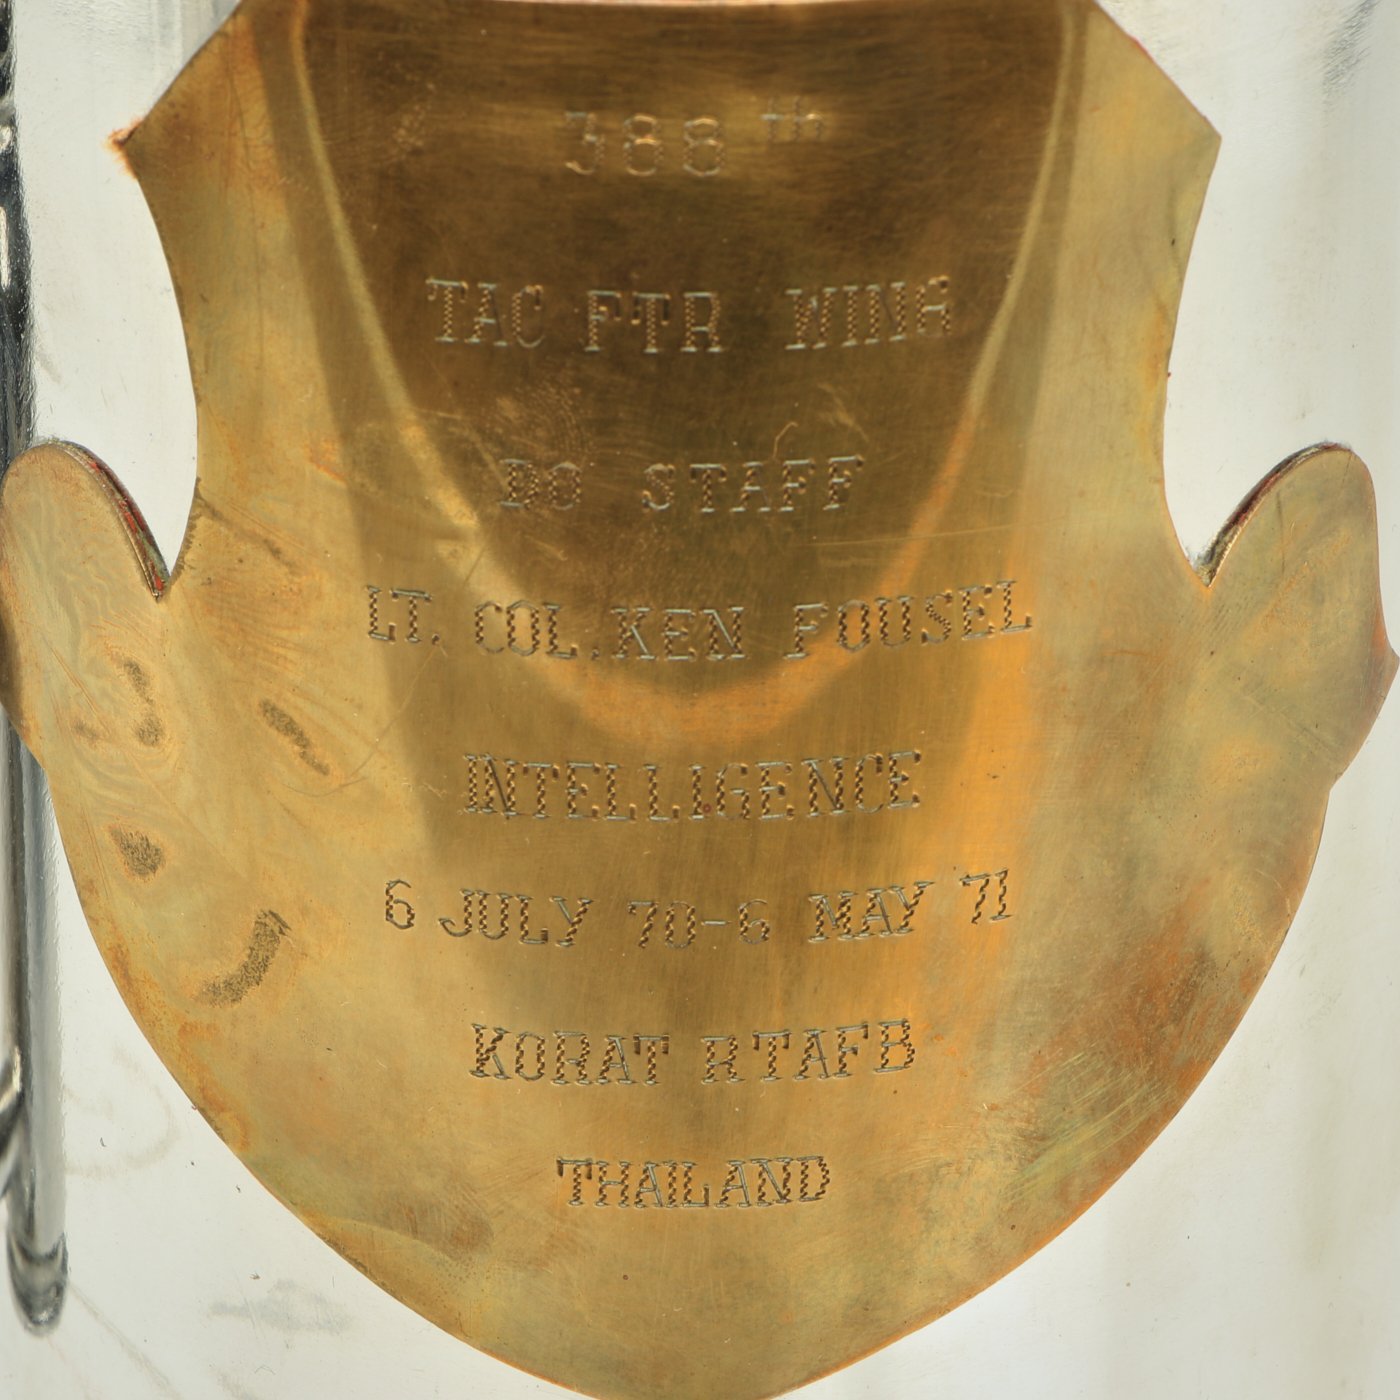 388th
TAC FTR WING
DO STAFF
LT. COL. KEN FOUSEL
INTELLIGENCE
6 JULY 70-6 MAY 71
KORAT RTAFB
THAILAND